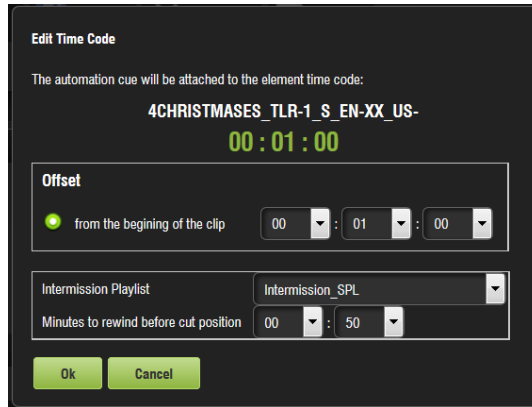 Edit Time Code
The automation cue will be attached to the element time code:
4CHRISTMASES_TLR-1_S_EN-XX_US-
00 : 01 : 00
Offset
from the begining of the clip 00 : 01 : 00
Intermission Playlist Intermission_SPL
Minutes to rewind before cut position 00 : 50
Ok Cancel